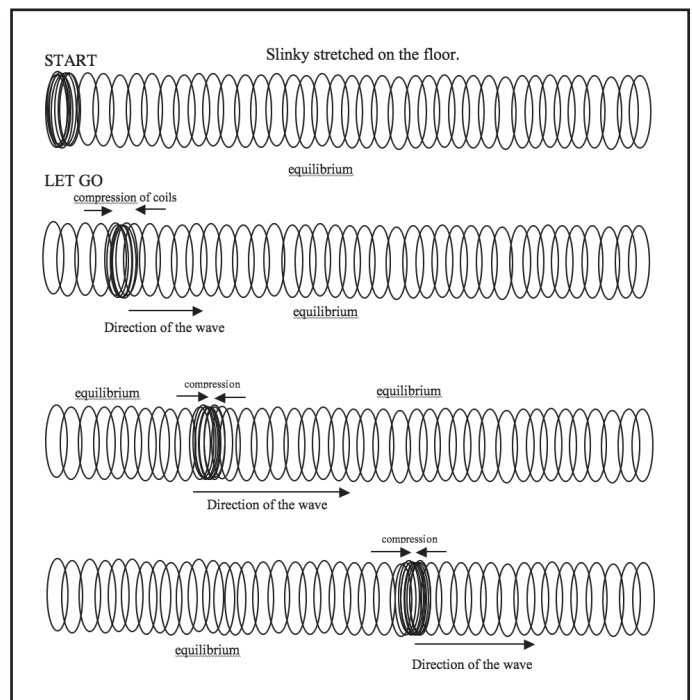 Slinky stretched on the floor.
START
equilibrium
LET GO
compression of coils
equilibrium
Direction of the wave
equilibrium
compression
equilibrium
Direction of the wave
compression
equilibrium
Direction of the wave